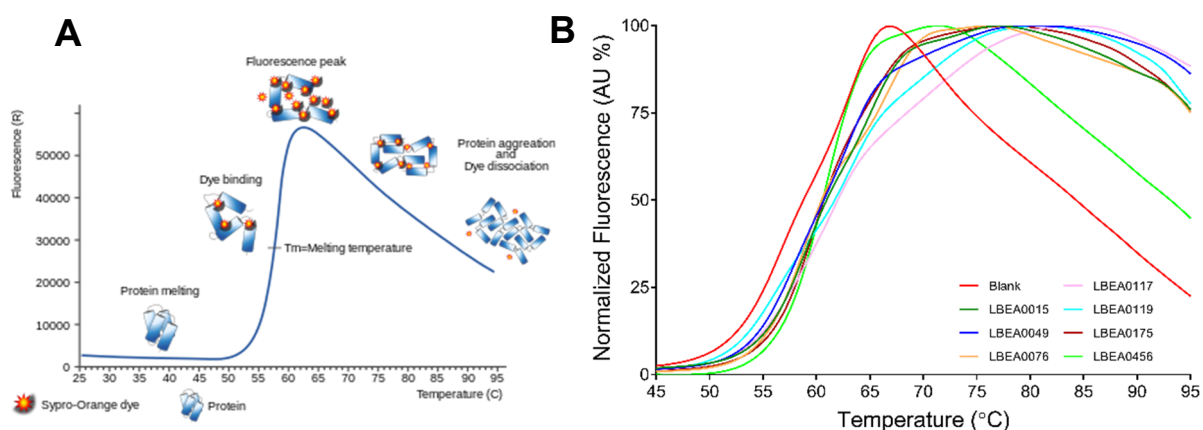 A
Fluorescence peak
Fluorescence (R)
50000
40000
30000
20000
10000
0
Dye binding
Protein aggreation
and
Dye dissociation
Tm=Melting temperature
Protein melting
25 30 35 40 45 50 55 60 65 70 75 80 85 90 95
Temperature (C)
Sypro-Orange dye
Protein
B
Normalized Fluorescence (AU %)
100
75
50
25
0
Blank
LBEA0015
LBEA0049
LBEA0076
LBEA0117
LBEA0119
LBEA0175
LBEA0456
45 50 55 60 65 70 75 80 85 90 95
Temperature (°C)